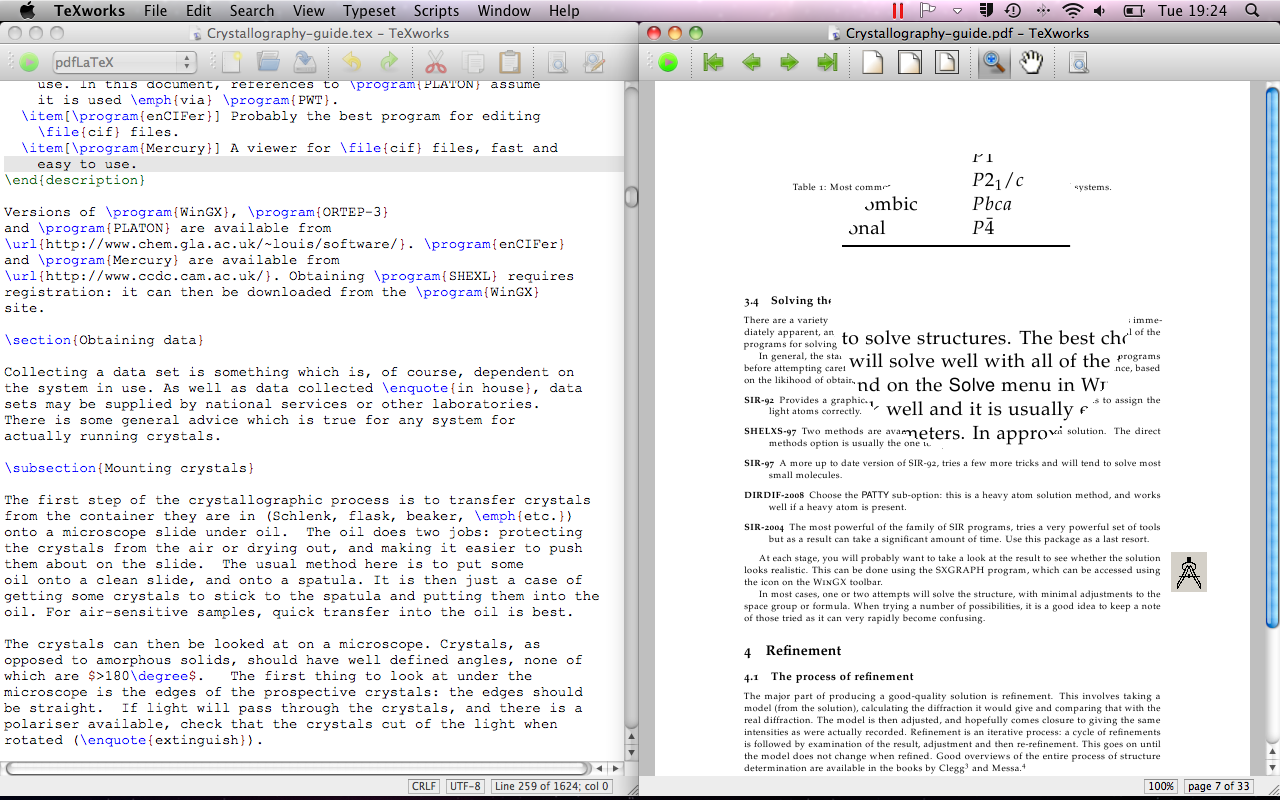 TeXworks File Edit Search View Typeset Scripts Window Help Tue 19:24
Crystallography-guide.tex - TeXworks
pdfLaTeX
use. In this document, references to \program{PLATON} assume
it is used \emph{via} \program{PWT}.
\item[\program{enCIFer}] Probably the best program for editing
\file{cif} files.
\item[\program{Mercury}] A viewer for \file{cif} files, fast and
easy to use.
\end{description}
Versions of \program{WinGX}, \program{ORTEP-3}
and \program{PLATON} are available from
\url{http://www.chem.gla.ac.uk/~louis/software/}. \program{enCIFer}
and \program{Mercury} are available from
\url{http://www.ccdc.cam.ac.uk/}. Obtaining \program{SHEXL} requires
registration: it can then be downloaded from the \program{WinGX}
site.
\section{Obtaining data}
Collecting a data set is something which is, of course, dependent on
the system in use. As well as data collected \enquote{in house}, data
sets may be supplied by national services or other laboratories.
There is some general advice which is true for any system for
actually running crystals.
\subsection{Mounting crystals}
The first step of the crystallographic process is to transfer crystals
from the container they are in (Schlenk, flask, beaker, \emph{etc.})
onto a microscope slide under oil.  The oil does two jobs: protecting
the crystals from the air or drying out, and making it easier to push
them about on the slide.  The usual method here is to put some
oil onto a clean slide, and onto a spatula. It is then just a case of
getting some crystals to stick to the spatula and putting them into the
oil. For air-sensitive samples, quick transfer into the oil is best.
The crystals can then be looked at on a microscope. Crystals, as
opposed to amorphous solids, should have well defined angles, none of
which are $>180\degree$.   The first thing to look at under the
microscope is the edges of the prospective crystals: the edges should
be straight.  If light will pass through the crystals, and there is a
polariser available, check that the crystals cut of the light when
rotated (\enquote{extinguish}).
CRLF UTF-8 Line 259 of 1624; col 0
Crystallography-guide.pdf - TeXworks
P1
P2₁/c
Table 1: Most comm systems.
ombic Pbca
onal P4̄
3.4 Solving the
There are a variety imme-
diately apparent, an l of the
programs for solving to solve structures. The best
In general, the sta will solve well with all of the programs
before attempting care nce, based
on the likihood of obtain nd on the Solve menu in
SIR-92 Provides a graphic well and it is usually s to assign the
light atoms correctly.
SHELXS-97 Two methods are ava meters. In approxi solution. The direct
methods option is usually the one
SIR-97 A more up to date version of SIR-92, tries a few more tricks and will tend to solve most
small molecules.
DIRDIF-2008 Choose the PATTY sub-option: this is a heavy atom solution method, and works
well if a heavy atom is present.
SIR-2004 The most powerful of the family of SIR programs, tries a very powerful set of tools
but as a result can take a significant amount of time. Use this package as a last resort.
At each stage, you will probably want to take a look at the result to see whether the solution
looks realistic. This can be done using the SXGRAPH program, which can be accessed using
the icon on the WinGX toolbar.
In most cases, one or two attempts will solve the structure, with minimal adjustments to the
space group or formula. When trying a number of possibilities, it is a good idea to keep a note
of those tried as it can very rapidly become confusing.
4 Refinement
4.1 The process of refinement
The major part of producing a good-quality solution is refinement. This involves taking a
model (from the solution), calculating the diffraction it would give and comparing that with the
real diffraction. The model is then adjusted, and hopefully comes closure to giving the same
intensities as were actually recorded. Refinement is an iterative process: a cycle of refinements
is followed by examination of the result, adjustment and then re-refinement. This goes on until
the model does not change when refined. Good overviews of the entire process of structure
determination are available in the books by Clegg³ and Messa.⁴
100% page 7 of 33